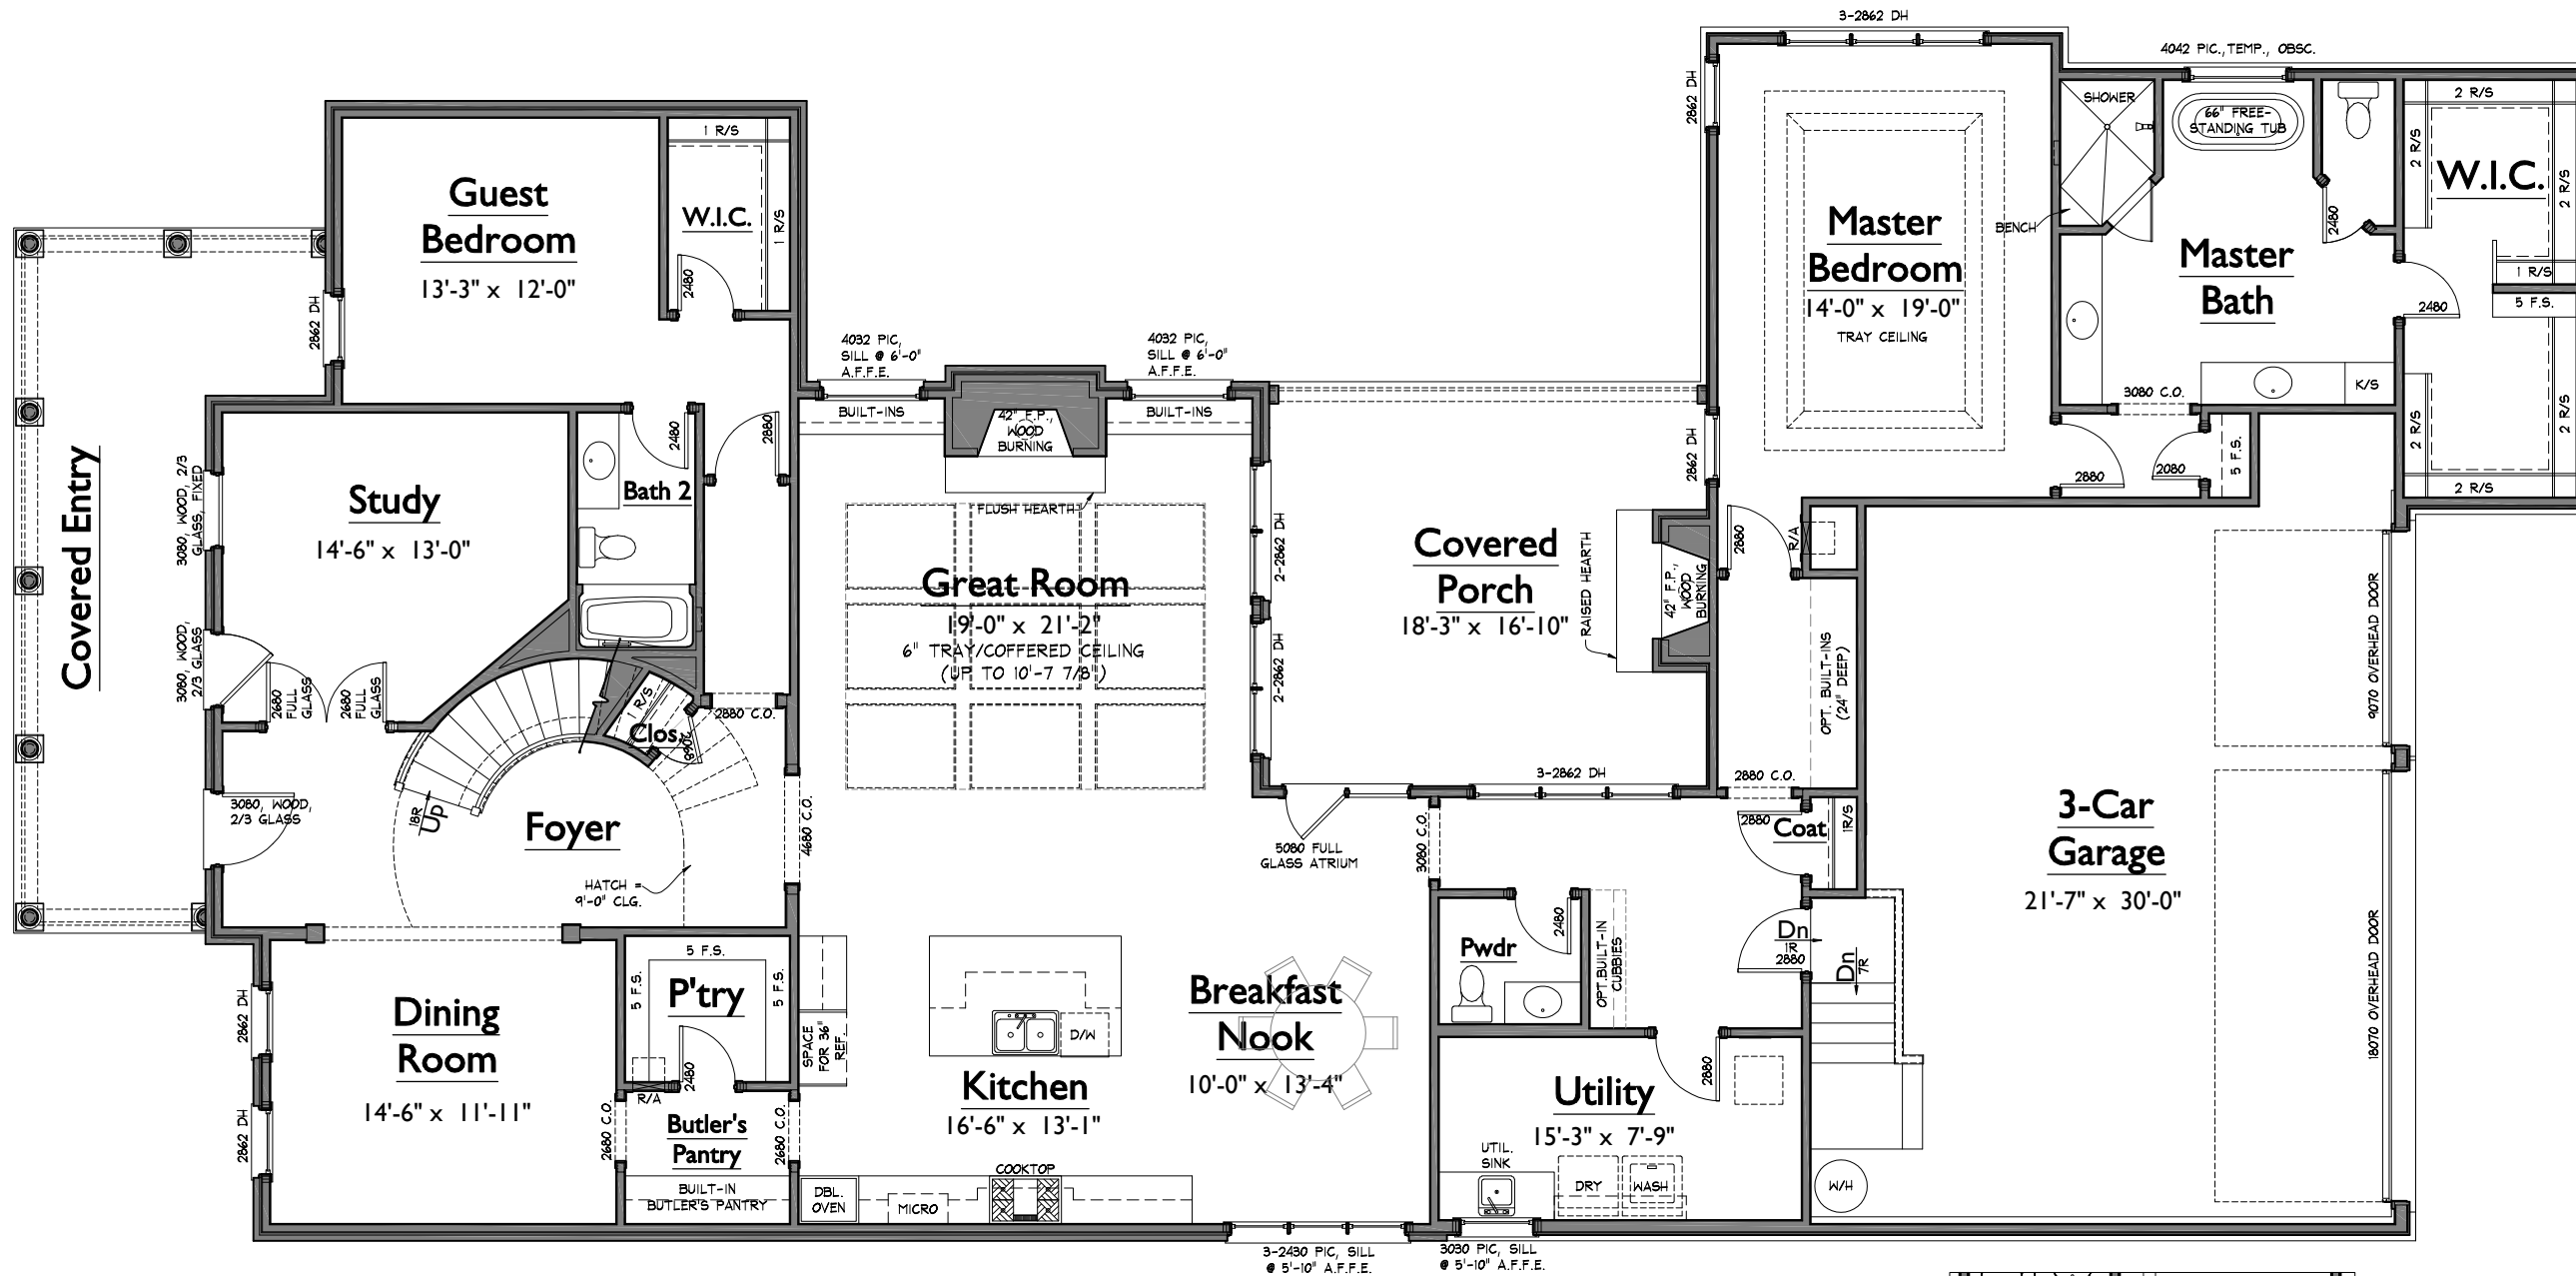 3-2862 DH
4042 PIC.,TEMP., OBSC.
2862 DH
SHOWER
66" FREE-
STANDING TUB
2 R/S
2 R/S
W.I.C.
2 R/S
1 R/S
5 F.S.
2480
2480
BENCH
Master
Bath
Master
Bedroom
14'-0" x 19'-0"
TRAY CEILING
K/S
3080 C.O.
2 R/S
2 R/S
2 R/S
5 F.S.
2080
2880
2862 DH
Guest
Bedroom
13'-3" x 12'-0"
1 R/S
W.I.C.
1 R/S
2480
2862 DH
4032 PIC,
SILL @ 6'-0"
A.F.F.E.
4032 PIC,
SILL @ 6'-0"
A.F.F.E.
BUILT-INS
42" F.P.,
WOOD
BURNING
BUILT-INS
FLUSH HEARTH
Covered Entry
3080, WOOD, 2/3
GLASS, FIXED
Study
14'-6" x 13'-0"
2480
2880
Bath 2
Great Room
19'-0" x 21'-2"
6" TRAY/COFFERED CEILING
(UP TO 10'-7 7/8")
2-2862 DH
2-2862 DH
Covered
Porch
18'-3" x 16'-10"
RAISED HEARTH
42" F.P.,
WOOD
BURNING
2880
R/A
OPT. BUILT-INS
(24" DEEP)
9070 OVERHEAD DOOR
3080, WOOD,
2/3 GLASS
2680
FULL
GLASS
2680
FULL
GLASS
1 R/S
Clos.
2880 C.O.
3-2862 DH
2880 C.O.
3080, WOOD,
2/3 GLASS
18R
Up
Foyer
HATCH =
9'-0" CLG.
4680 C.O.
5080 FULL
GLASS ATRIUM
3080 C.O.
2880
Coat
1R/S
3-Car
Garage
21'-7" x 30'-0"
18070 OVERHEAD DOOR
2480
Pwdr
OPT.BUILT-IN
CUBBIES
Dn
1R
2880
Dn
7R
2862 DH
2862 DH
Dining
Room
14'-6" x 11'-11"
5 F.S.
5 F.S.
5 F.S.
P'try
2480
R/A
2680 C.O.
Butler's
Pantry
2680 C.O.
BUILT-IN
BUTLER'S PANTRY
SPACE
FOR 36"
REF.
D/W
Kitchen
16'-6" x 13'-1"
Breakfast
Nook
10'-0" x 13'-4"
DBL.
OVEN
MICRO
COOKTOP
2880
Utility
15'-3" x 7'-9"
UTIL.
SINK
DRY
WASH
W/H
3-2430 PIC, SILL
@ 5'-10" A.F.F.E.
3030 PIC, SILL
@ 5'-10" A.F.F.E.